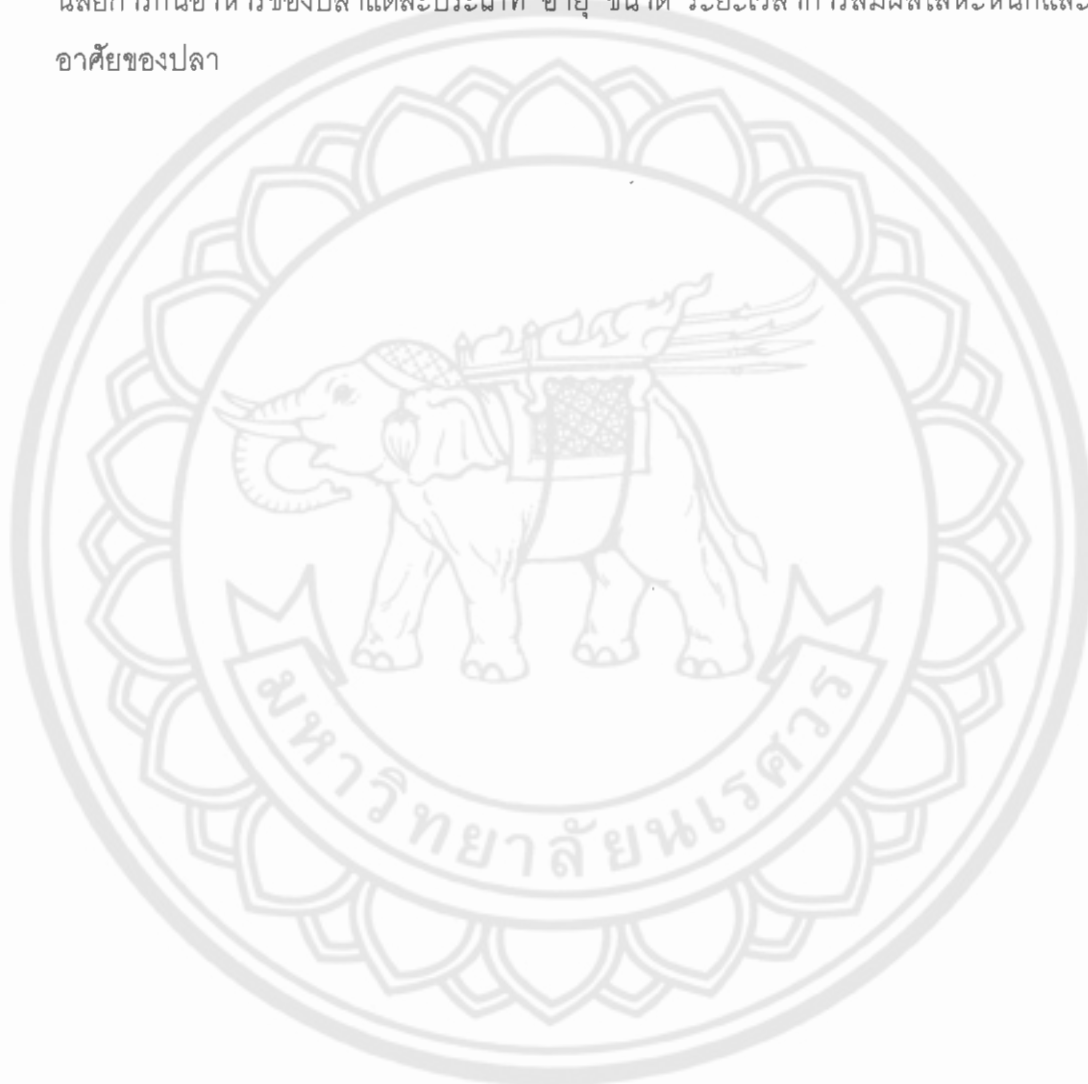 นิสัยการกินอาหารของปลาแต่ละประเภท อายุ ขนาด ระยะเวลาการสัมผัสโลหะหนักและ
อาศัยของปลา
มหาวิทยาลัยนเรศวร